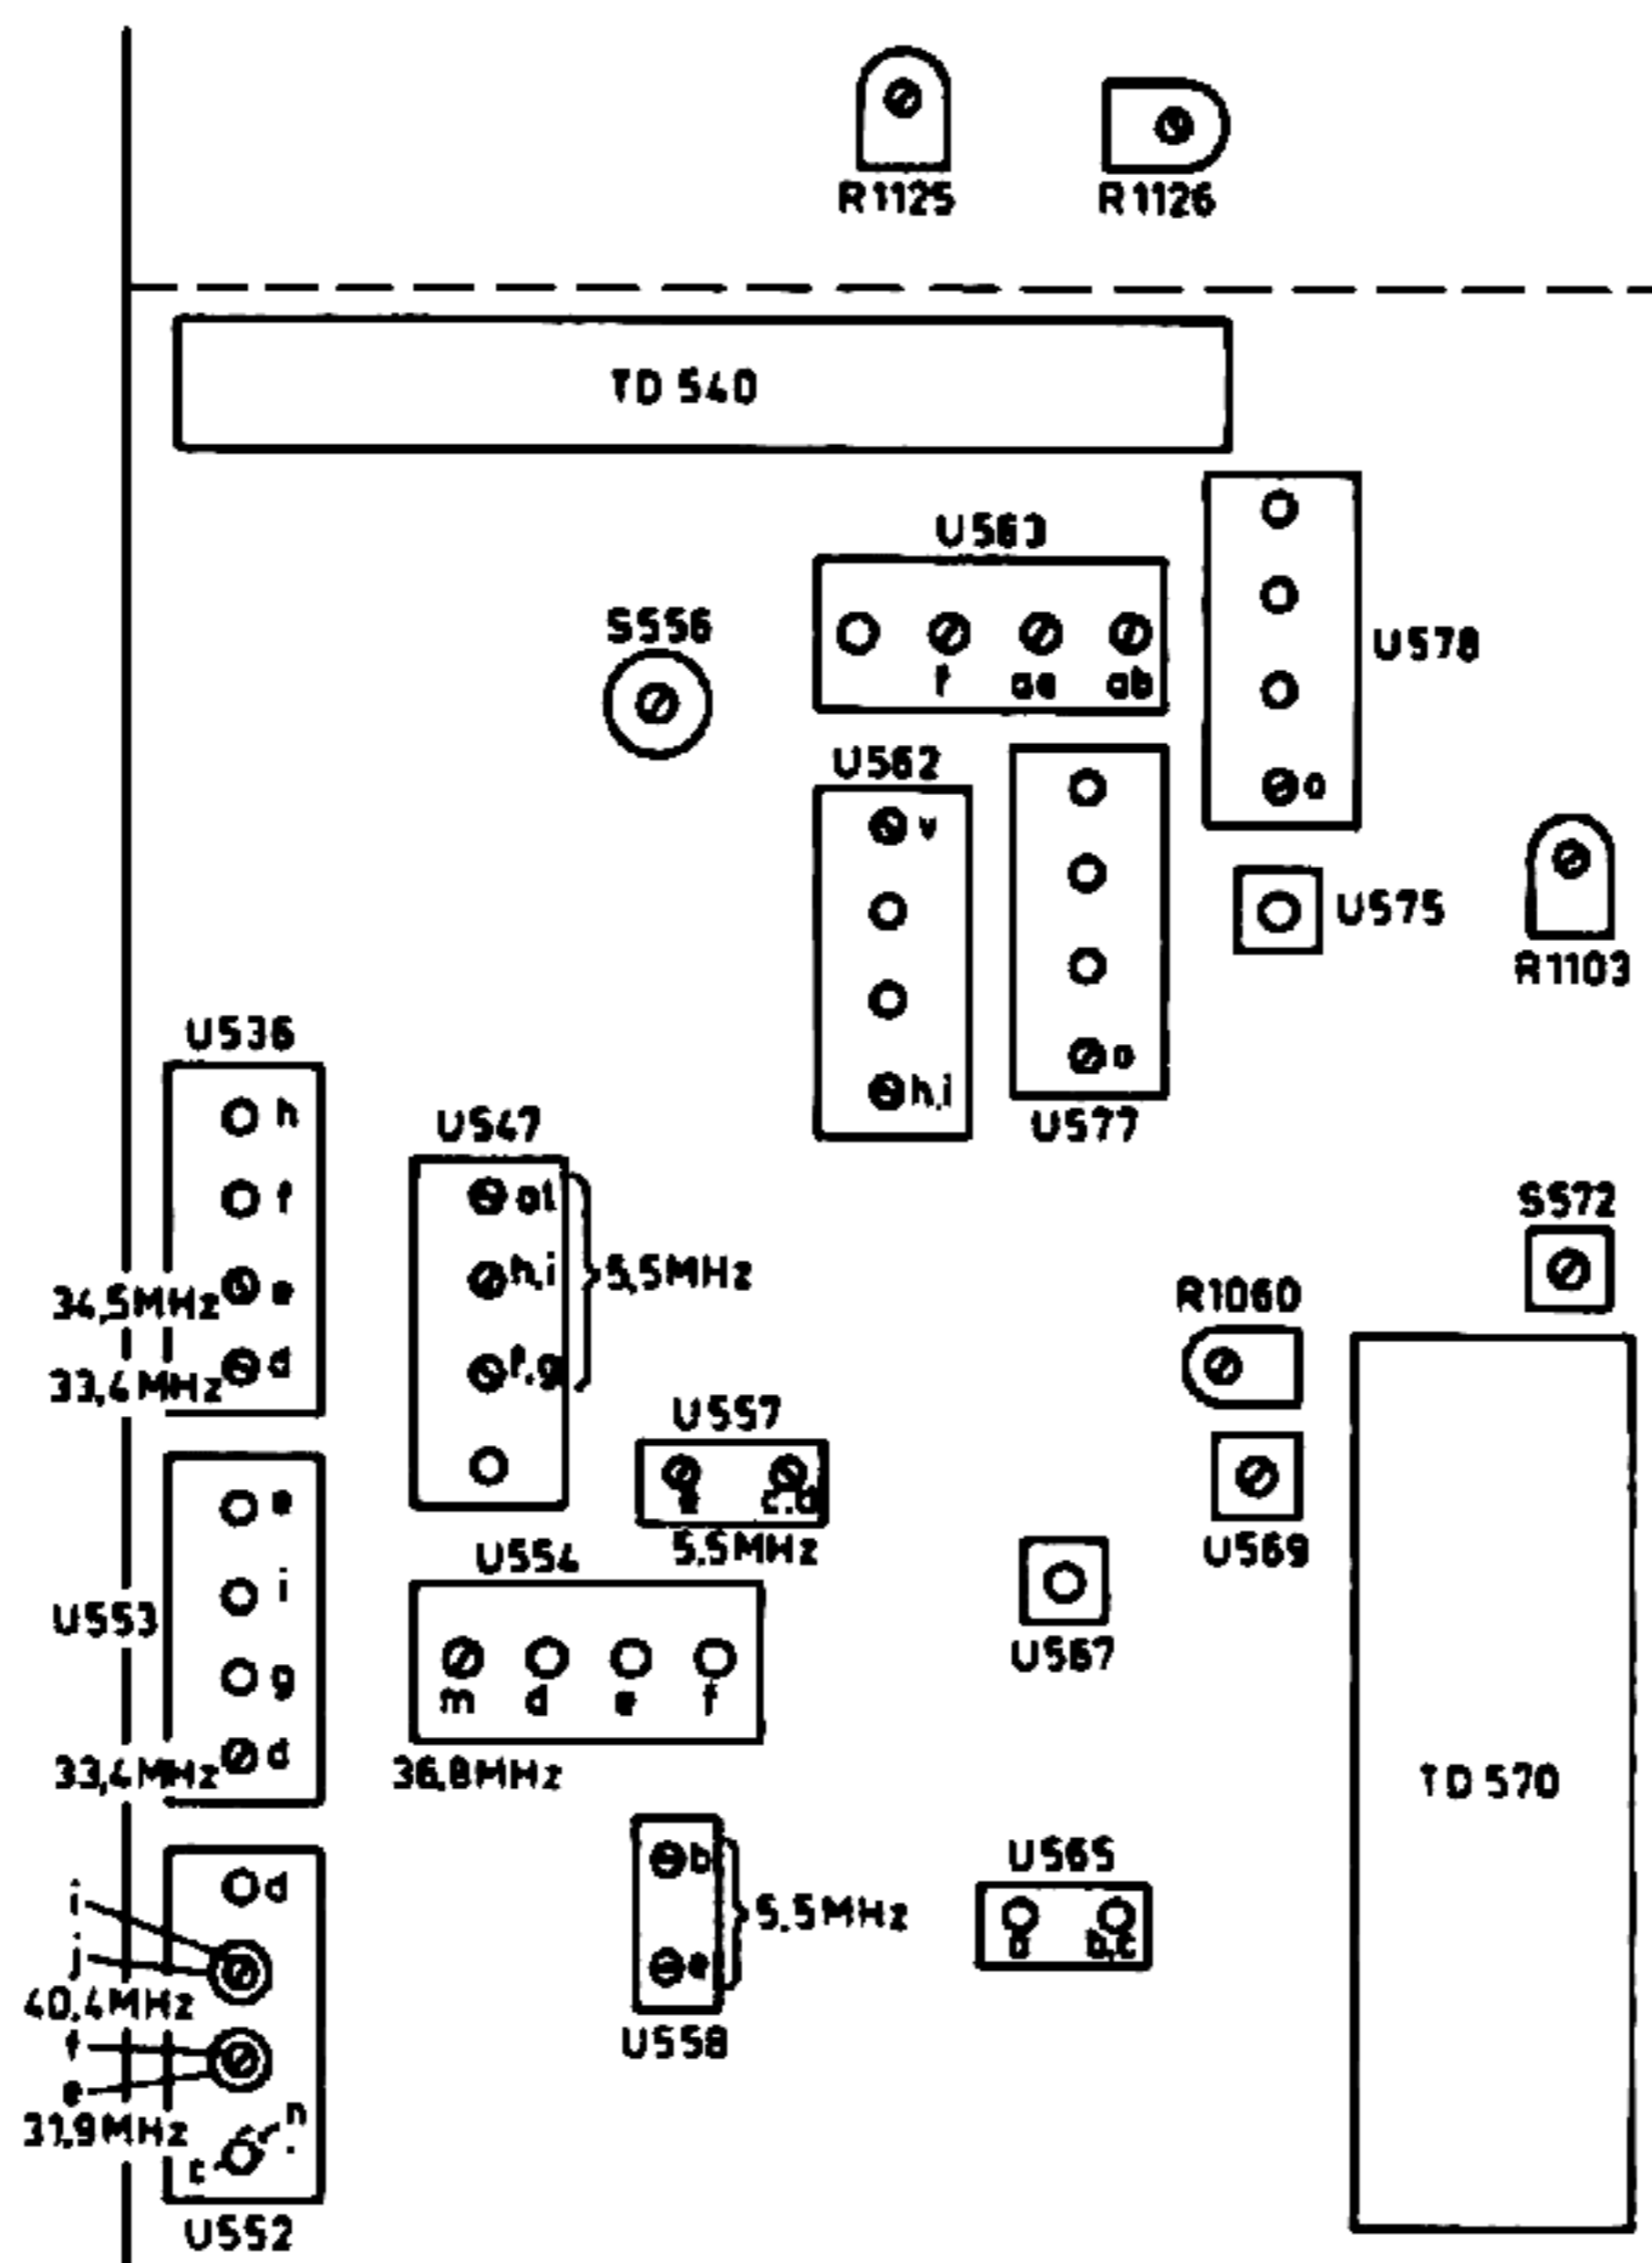 R1125
R1126
TD 540
U563
f
aa
ab
S556
U578
o
U562
v
h,i
U577
o
U575
R1103
U536
h
f
34,5MHz
e
33,4MHz
d
U547
al
h,i
f,g
5,5MHz
S572
R1060
U557
c.d
5,5MHz
U569
U553
e
i
g
33,4MHz
d
U554
m
d
e
f
36,8MHz
U567
TD 570
d
i
j
40,4MHz
f
e
31,9MHz
c
n
U552
b
5,5MHz
U558
U565
b,c